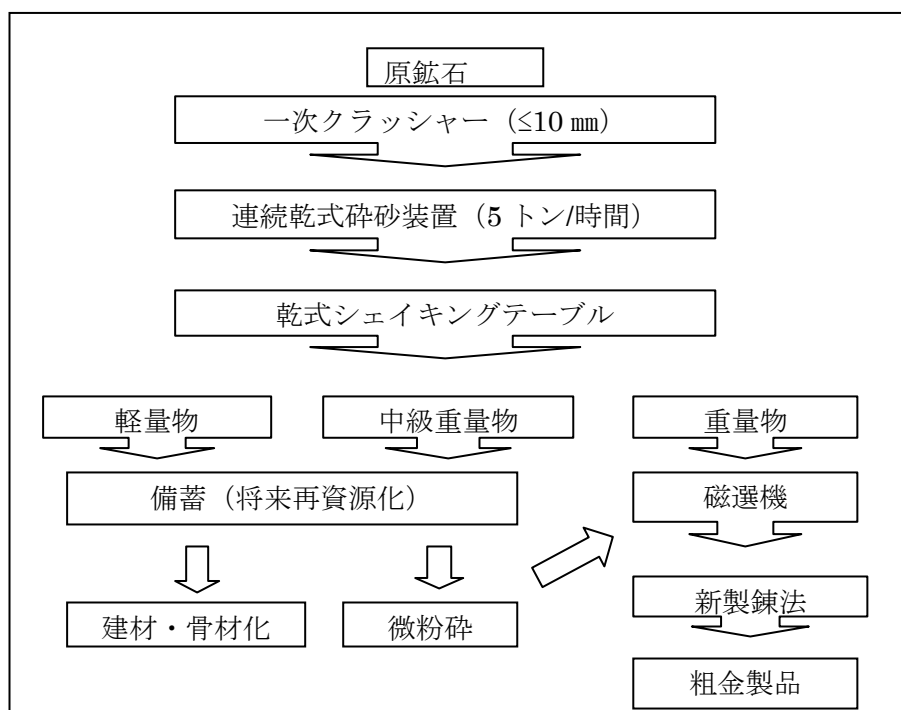 原鉱石
一次クラッシャー（≤10 ㎜）
連続乾式砕砂装置（5 トン/時間）
乾式シェイキングテーブル
軽量物
中級重量物
重量物
備蓄（将来再資源化）
磁選機
建材・骨材化
微粉砕
新製錬法
粗金製品